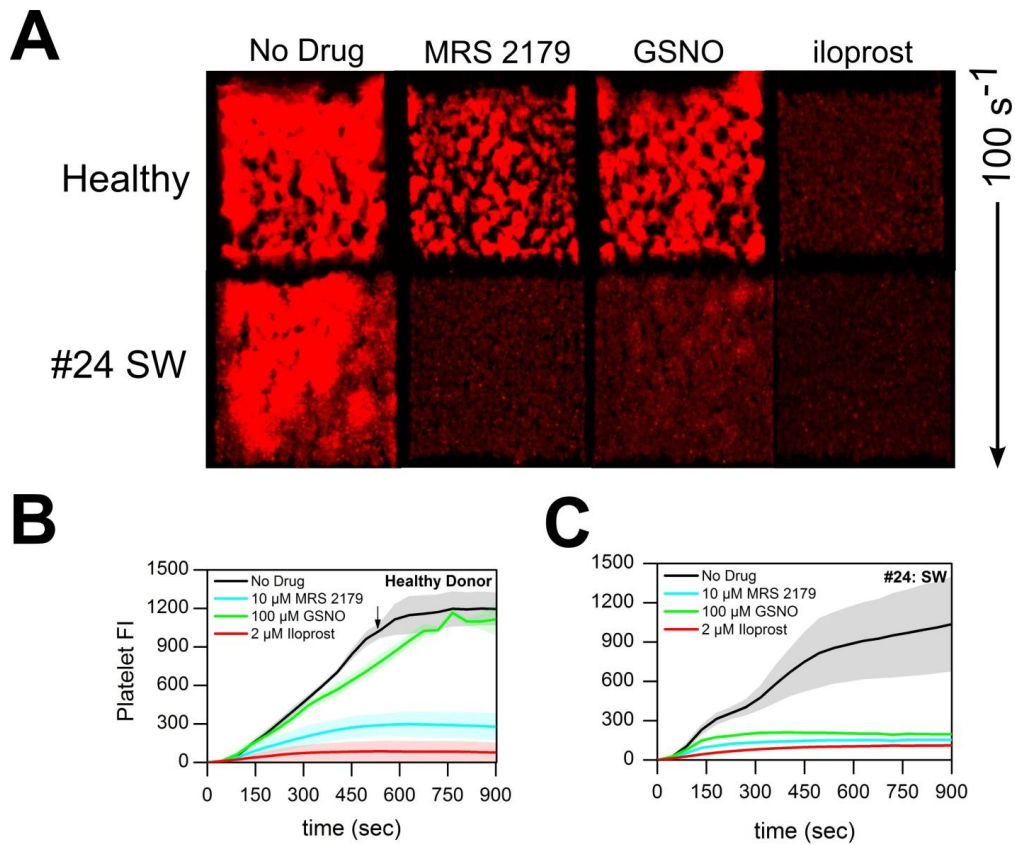 A
No Drug MRS 2179 GSNO iloprost
Healthy
#24 SW
100 s⁻¹
B
Platelet FI
1500
1200
900
600
300
0
No Drug
10 µM MRS 2179
100 µM GSNO
2 µM Iloprost
Healthy Donor
0 150 300 450 600 750 900
time (sec)
C
1500
1200
900
600
300
0
No Drug
10 µM MRS 2179
100 µM GSNO
2 µM Iloprost
#24: SW
0 150 300 450 600 750 900
time (sec)